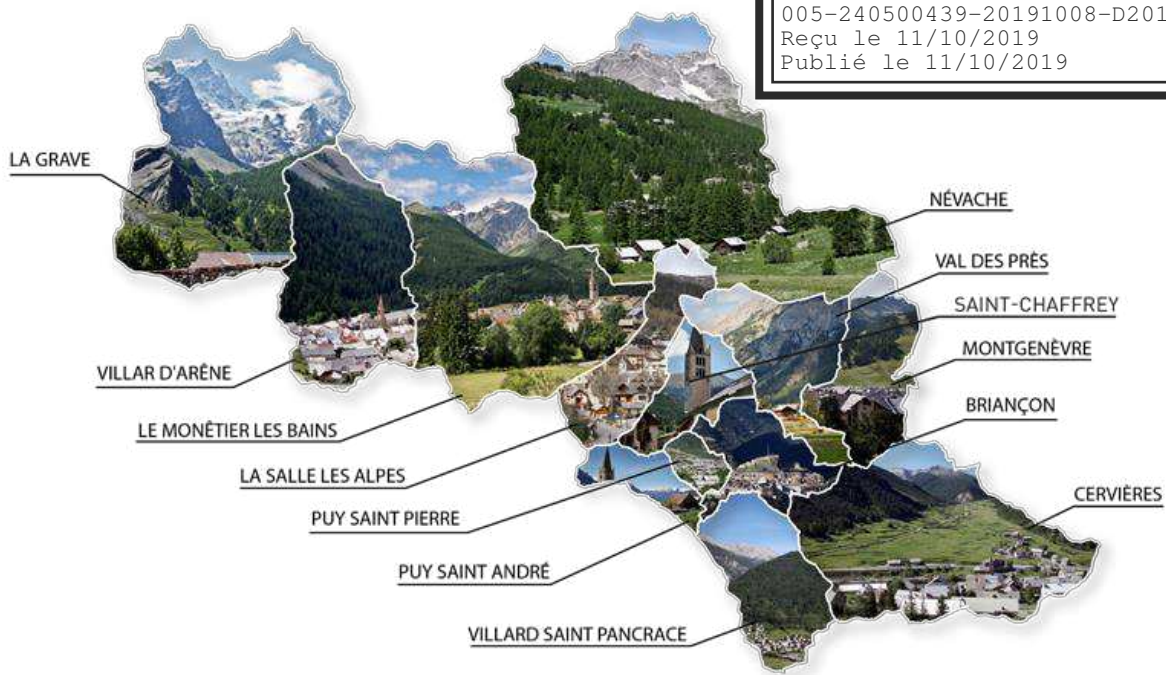 005-240500439-20191008-D201
Reçu le 11/10/2019
Publié le 11/10/2019
LA GRAVE
NÉVACHE
VAL DES PRÈS
SAINT-CHAFFREY
MONTGENÈVRE
VILLAR D'ARÊNE
BRIANÇON
LE MONÊTIER LES BAINS
LA SALLE LES ALPES
CERVIÈRES
PUY SAINT PIERRE
PUY SAINT ANDRÉ
VILLARD SAINT PANCRACE